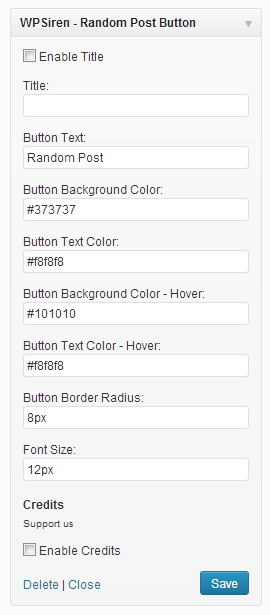 WPSiren - Random Post Button
Enable Title
Title:
Button Text:
Random Post
Button Background Color:
#373737
Button Text Color:
#f8f8f8
Button Background Color - Hover:
#101010
Button Text Color - Hover:
#f8f8f8
Button Border Radius:
8px
Font Size:
12px
Credits
Support us
Enable Credits
Delete | Close Save